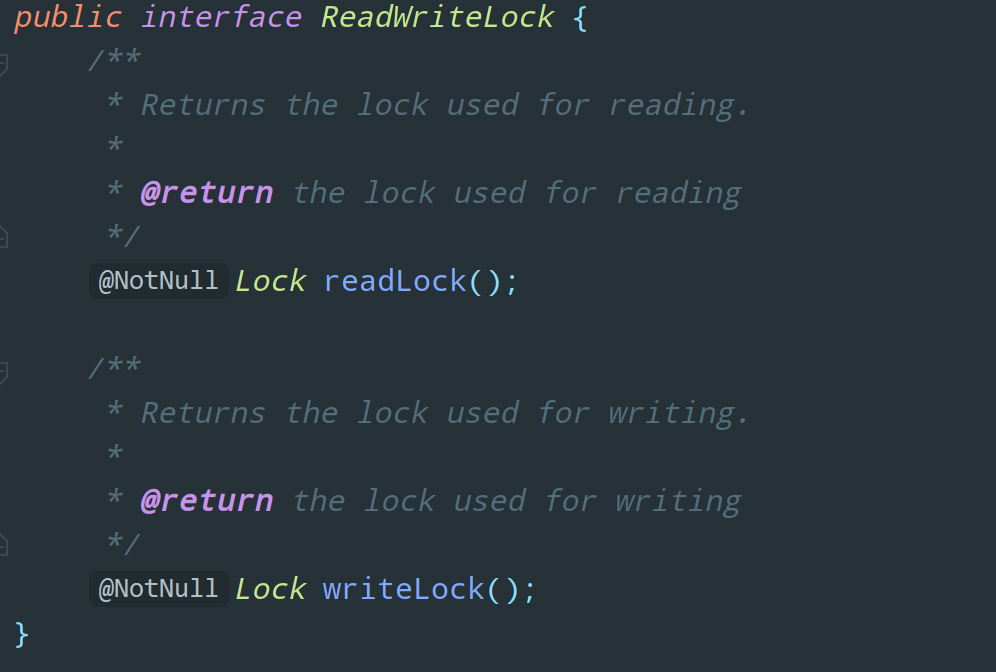 public interface ReadWriteLock {
/**
* Returns the lock used for reading.
*
* @return the lock used for reading
*/
@NotNull Lock readLock();
/**
* Returns the lock used for writing.
*
* @return the lock used for writing
*/
@NotNull Lock writeLock();
}